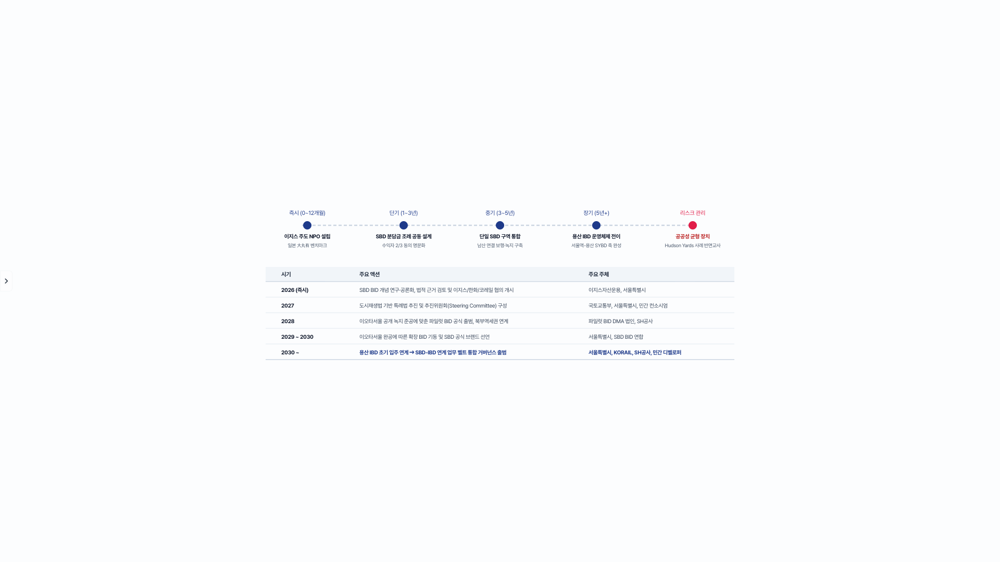 즉시 (0~12개월)
단기 (1~3년)
중기 (3~5년)
장기 (5년+)
리스크 관리
이지스 주도 NPO 설립
SBD 분담금 조례 공동 설계
단일 SBD 구역 통합
용산 IBD 운영체제 전이
공공성 균형 장치
일본 大丸有 벤치마크
수익자 2/3 동의 명문화
남산 연결 보행·녹지 구축
서울역-용산 SYBD 축 완성
Hudson Yards 사례 반면교사
시기 주요 액션 주요 주체
2026 (즉시) SBD BID 개념 연구·공론화, 법적 근거 검토 및 이지스/한화/코레일 협의 개시 이지스자산운용, 서울특별시
2027 도시재생법 기반 특례법 추진 및 추진위원회(Steering Committee) 구성 국토교통부, 서울특별시, 민간 컨소시엄
2028 이오타서울 공개 녹지 준공에 맞춘 파일럿 BID 공식 출범, 북부역세권 연계 파일럿 BID DMA 법인, SH공사
2029 ~ 2030 이오타서울 완공에 따른 확장 BID 기동 및 SBD 공식 브랜드 선언 서울특별시, SBD BID 연합
2030 ~ 용산 IBD 초기 입주 연계 → SBD-IBD 연계 업무 벨트 통합 거버넌스 출범 서울특별시, KORAIL, SH공사, 민간 디벨로퍼